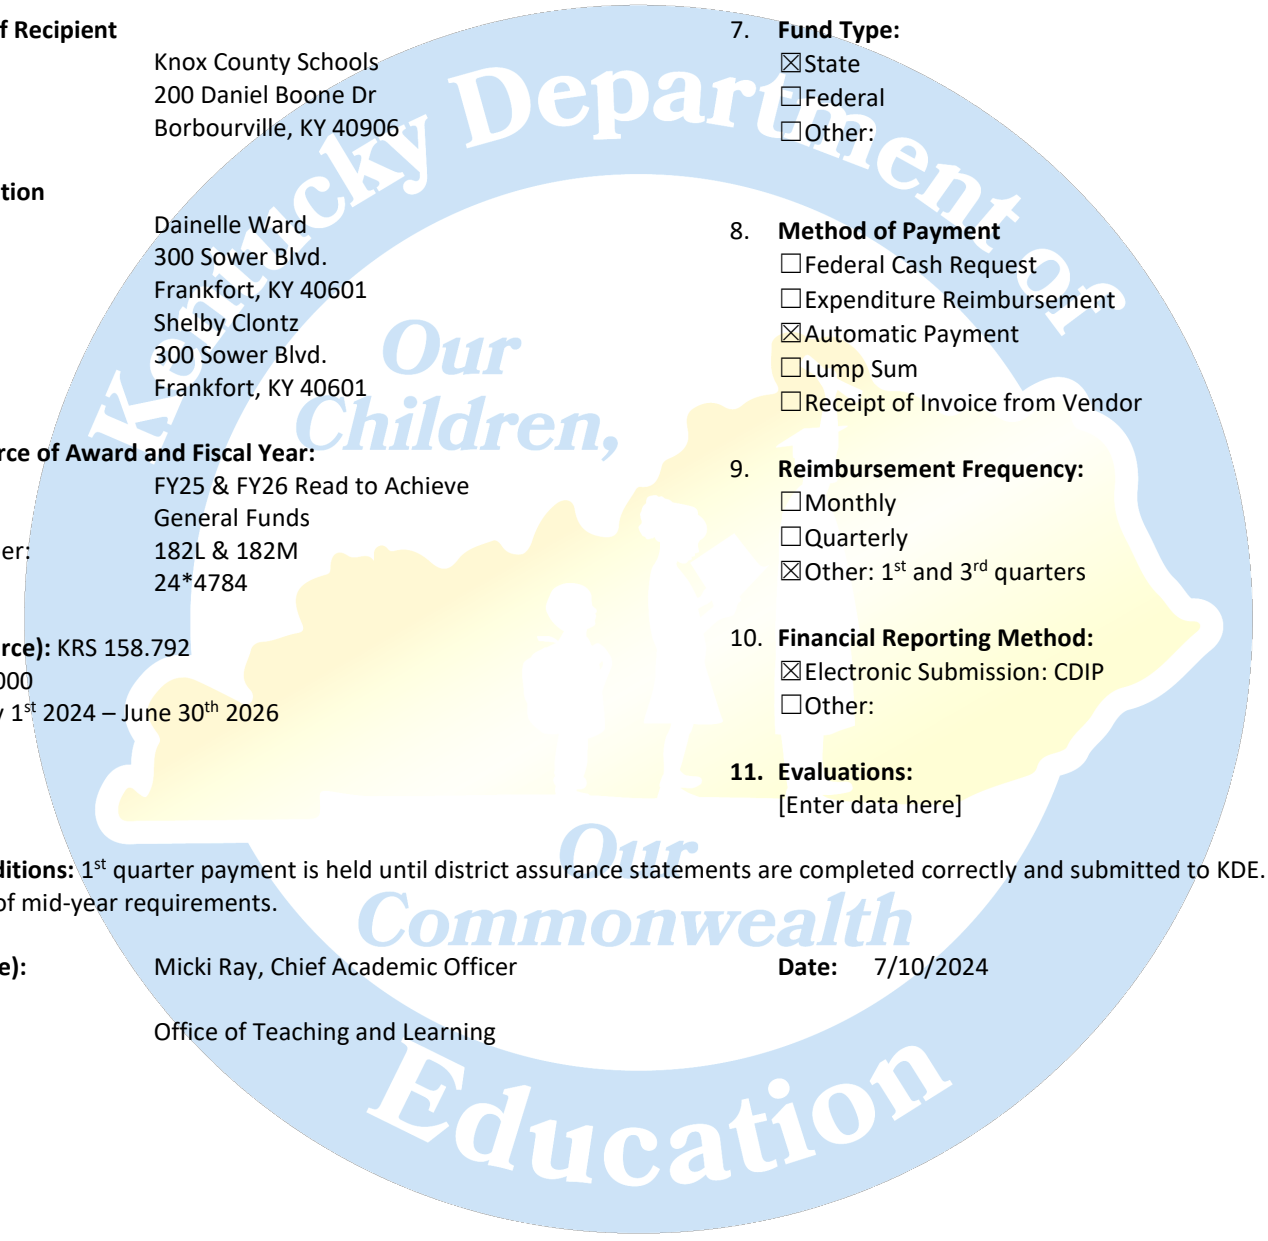 f Recipient
Knox County Schools
200 Daniel Boone Dr
Borbourville, KY 40906
tion
Dainelle Ward
300 Sower Blvd.
Frankfort, KY 40601
Shelby Clontz
300 Sower Blvd.
Frankfort, KY 40601
rce of Award and Fiscal Year:
FY25 & FY26 Read to Achieve
General Funds
er: 182L & 182M
24*4784
rce): KRS 158.792
000
y 1st 2024 – June 30th 2026
7. Fund Type:
☒State
☐Federal
☐Other:
8. Method of Payment
☐Federal Cash Request
☐Expenditure Reimbursement
☒Automatic Payment
☐Lump Sum
☐Receipt of Invoice from Vendor
9. Reimbursement Frequency:
☐Monthly
☐Quarterly
☒Other: 1st and 3rd quarters
10. Financial Reporting Method:
☒Electronic Submission: CDIP
☐Other:
11. Evaluations:
[Enter data here]
ditions: 1st quarter payment is held until district assurance statements are completed correctly and submitted to KDE.
of mid-year requirements.
e): Micki Ray, Chief Academic Officer Date: 7/10/2024
Office of Teaching and Learning
Kentucky Department of
Education
Our
Children,
Our
Commonwealth